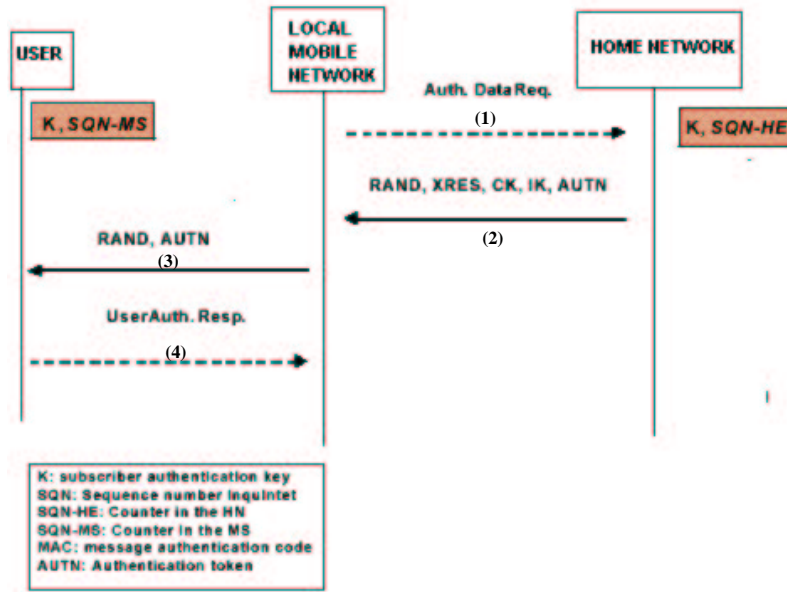 USER
LOCAL
MOBILE
NETWORK
HOME NETWORK
K, SQN-MS
Auth. DataReq.
(1)
K, SQN-HE
RAND, XRES, CK, IK, AUTN
(2)
RAND, AUTN
(3)
UserAuth. Resp.
(4)
K: subscriber authentication key
SQN: Sequence number inquintet
SQN-HE: Counter in the HN
SQN-MS: Counter in the MS
MAC: message authentication code
AUTN: Authentication token